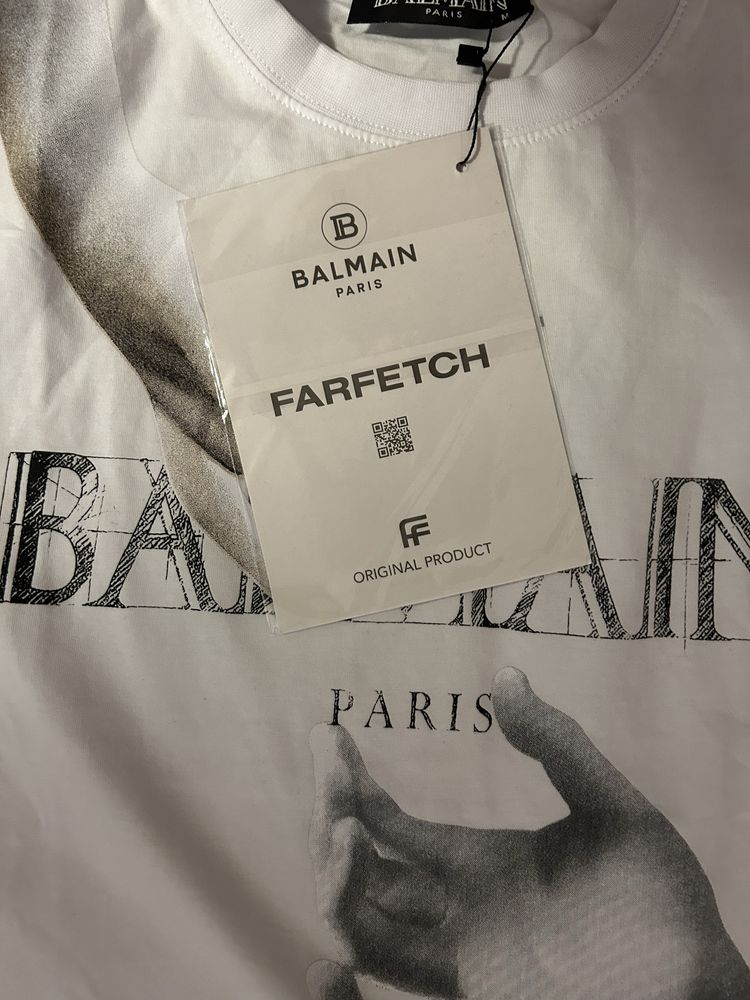 BALMAIN
PARIS
M
B
BALMAIN
PARIS
FARFETCH
FF
ORIGINAL PRODUCT
BALMAIN
PARIS